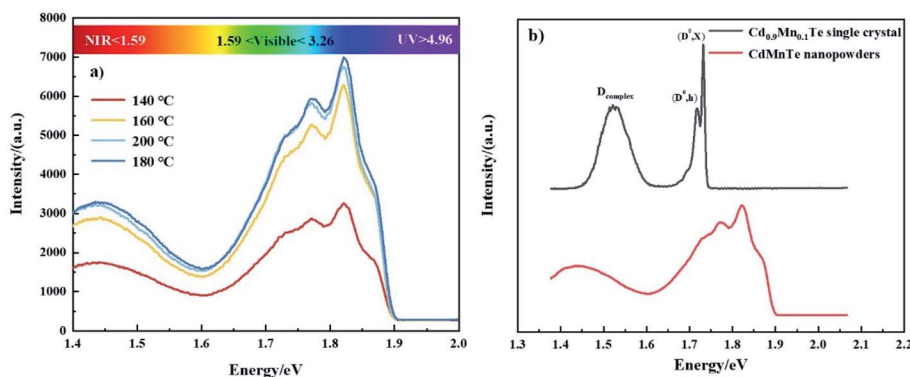 NIR<1.59 1.59 <Visible< 3.26 UV>4.96
a)
140 °C
160 °C
200 °C
180 °C
8000
7000
6000
5000
4000
3000
2000
1000
0
Intensity/(a.u.)
1.4 1.5 1.6 1.7 1.8 1.9 2.0
Energy/eV
b)
Cd0.9Mn0.1Te single crystal
CdMnTe nanopowders
(D0,X)
(D0,h)
Dcomplex
Intensity/(a.u.)
1.3 1.4 1.5 1.6 1.7 1.8 1.9 2.0 2.1 2.2
Energy/eV